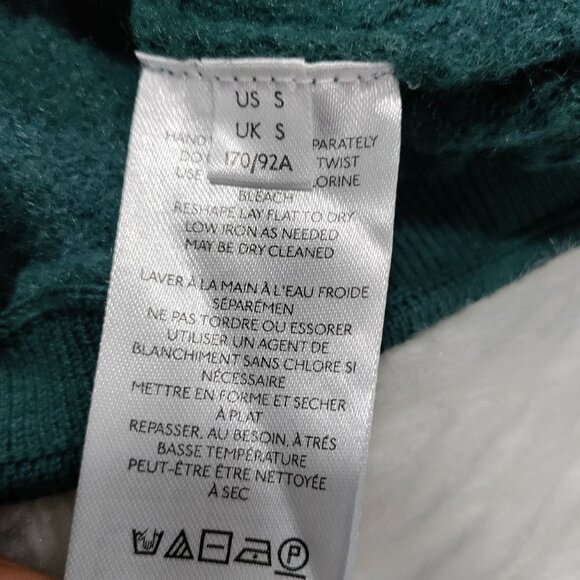 US S
UK S
170/92A
HAND PARATELY
DO TWIST
USE ORINE
BLEACH
RESHAPE LAY FLAT TO DRY
LOW IRON AS NEEDED
MAY BE DRY CLEANED
LAVER À LA MAIN À L'EAU FROIDE
SÉPARÉMEN
NE PAS TORDRE OU ESSORER
UTILISER UN AGENT DE
BLANCHIMENT SANS CHLORE SI
NÉCESSAIRE
METTRE EN FORME ET SECHER
À PLAT
REPASSER, AU BESOIN, À TRÉS
BASSE TEMPÉRATURE
PEUT-ÊTRE ÊTRE NETTOYÉE
À SEC
P